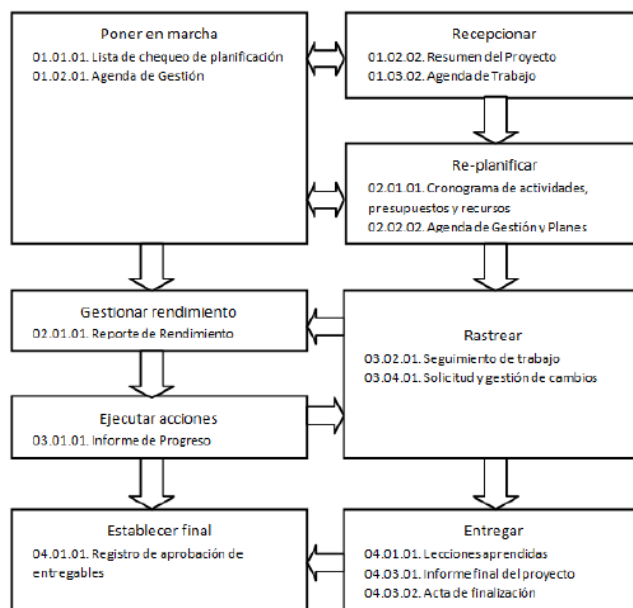 Poner en marcha
01.01.01. Lista de chequeo de planificación
01.02.01. Agenda de Gestión
Recepcionar
01.02.02. Resumen del Proyecto
01.03.02. Agenda de Trabajo
Re-planificar
02.01.01. Cronograma de actividades,
presupuestos y recursos
02.02.02. Agenda de Gestión y Planes
Gestionar rendimiento
02.01.01. Reporte de Rendimiento
Rastrear
03.02.01. Seguimiento de trabajo
03.04.01. Solicitud y gestión de cambios
Ejecutar acciones
03.01.01. Informe de Progreso
Establecer final
04.01.01. Registro de aprobación de
entregables
Entregar
04.01.01. Lecciones aprendidas
04.03.01. Informe final del proyecto
04.03.02. Acta de finalización